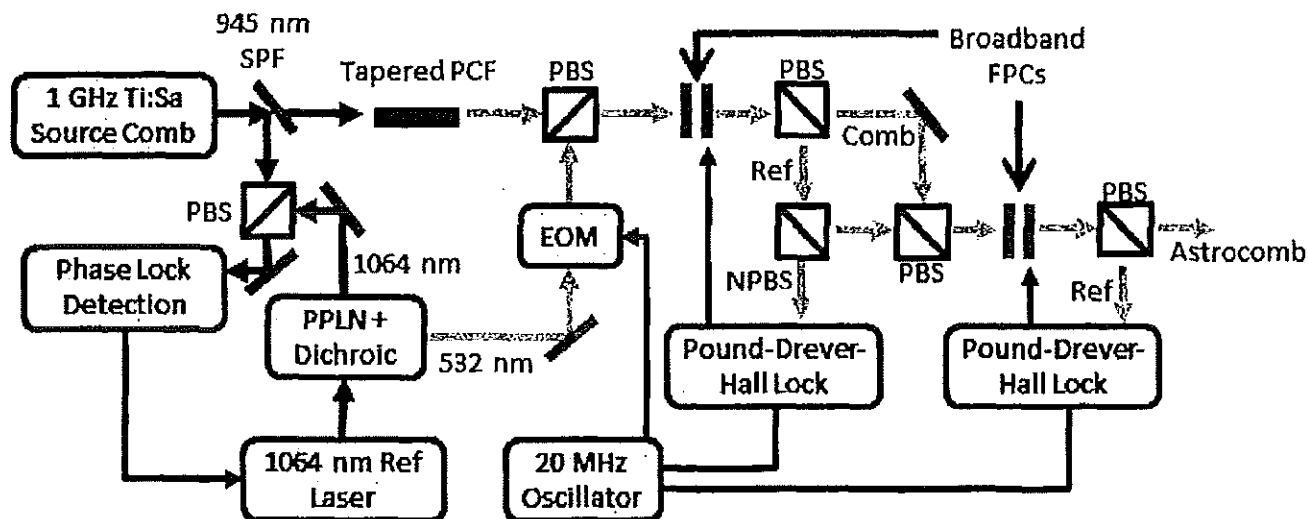 945 nm
SPF
Tapered PCF
PBS
Broadband
FPCs
PBS
1 GHz Ti:Sa
Source Comb
Comb
Ref
PBS
PBS
EOM
1064 nm
Phase Lock
Detection
NPBS
PBS
Astrocomb
Ref
PPLN +
Dichroic
532 nm
Pound-Drever-
Hall Lock
Pound-Drever-
Hall Lock
1064 nm Ref
Laser
20 MHz
Oscillator